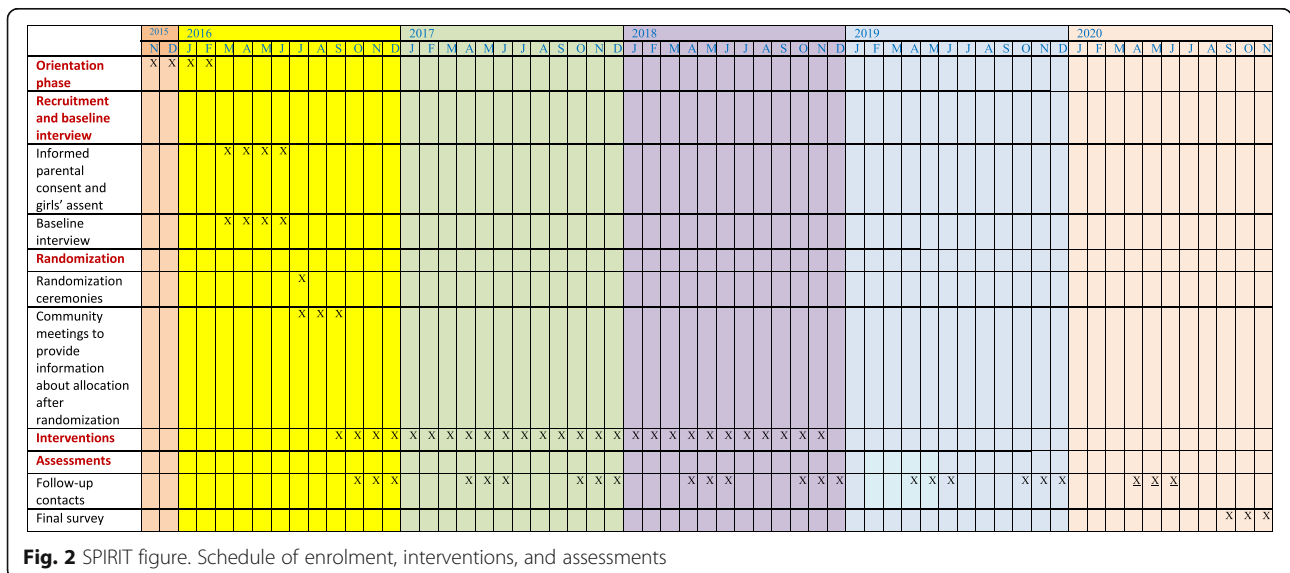 2015 2016 2017 2018 2019 2020
N D J F M A M J J A S O N D J F M A M J J A S O N D J F M A M J J A S O N D J F M A M J J A S O N D J F M A M J J A S O N
Orientation X X X X
phase
Recruitment
and baseline
interview
Informed X X X X
parental
consent and
girls' assent
Baseline X X X X
interview
Randomization
Randomization X
ceremonies
Community X X X
meetings to
provide
information
about allocation
after
randomization
Interventions X X X X X X X X X X X X X X X X X X X X X X X X X X X
Assessments
Follow-up X X X X X X X X X X X X X X X X X X X X X X X X
contacts
Final survey X X X
Fig. 2 SPIRIT figure. Schedule of enrolment, interventions, and assessments